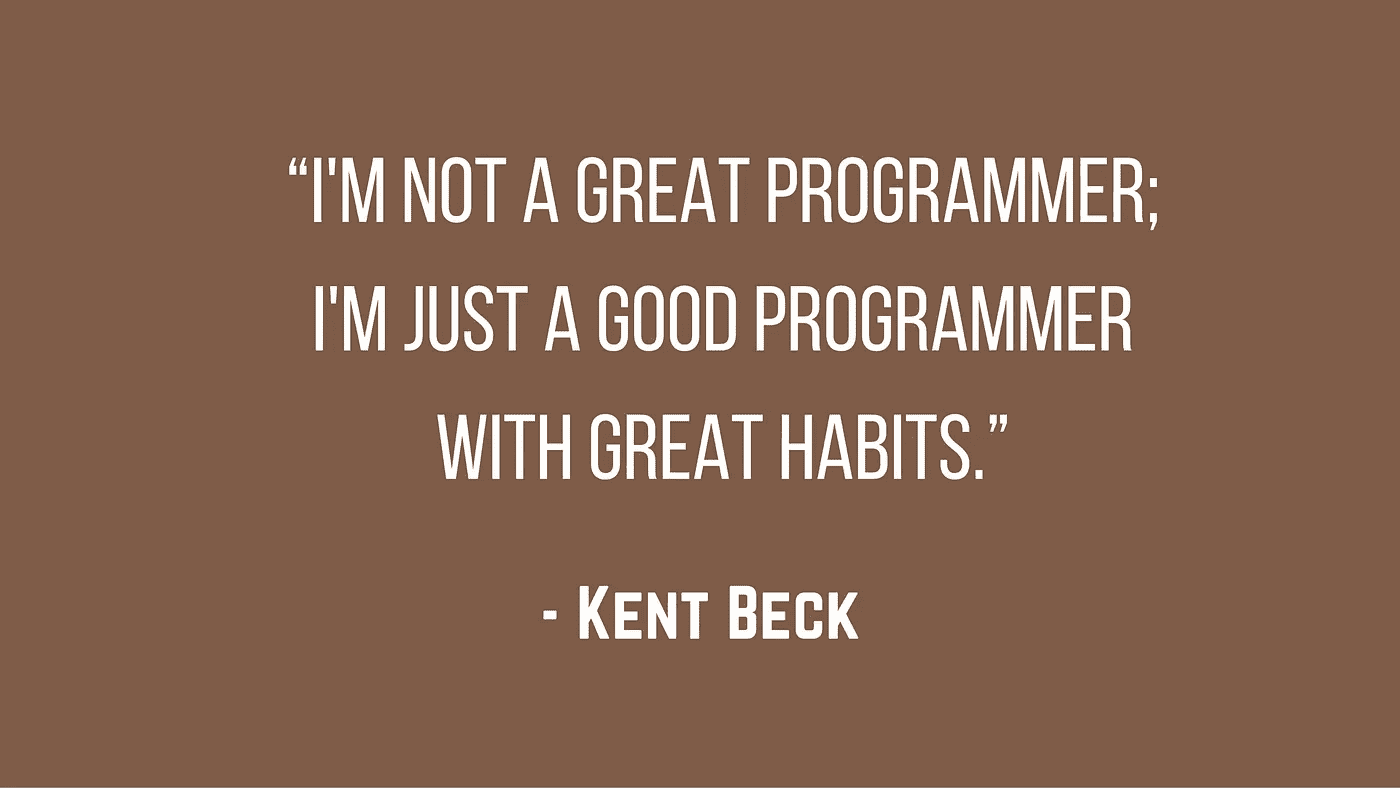 “I'M NOT A GREAT PROGRAMMER;
I'M JUST A GOOD PROGRAMMER
WITH GREAT HABITS.”
- KENT BECK